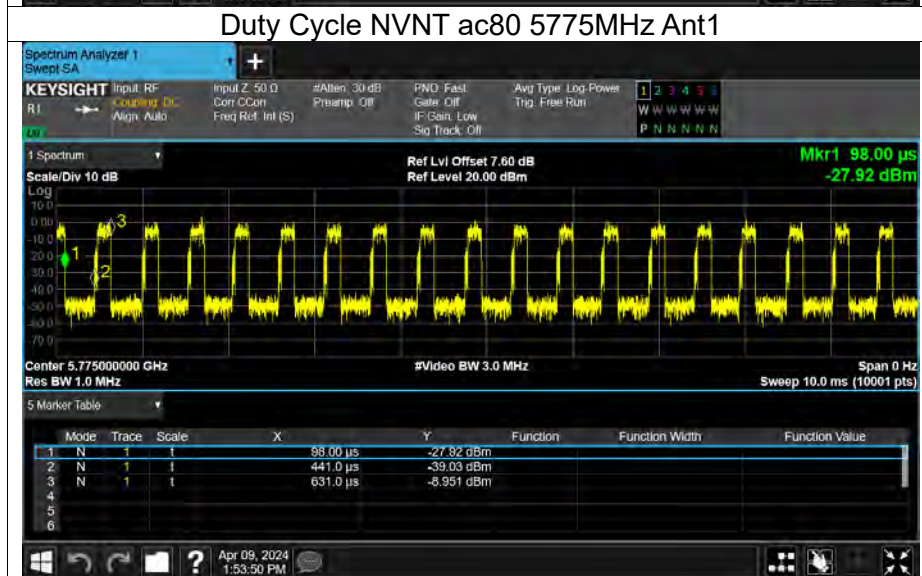 Duty Cycle NVNT ac80 5775MHz Ant1
Spectrum Analyzer 1
Swept SA
+
KEYSIGHT Input: RF Input Z: 50 Ω #Atten: 30 dB PNO: Fast Avg Type: Log-Power 1 2 3 4 5 6
Coupling: DC Corr CCorr Preamp: Off Gate: Off Trig: Free Run W W W W W W
Align: Auto Freq Ref: Int (S) IF Gain: Low
Sig Track: Off P N N N N N
1 Spectrum
Ref Lvl Offset 7.60 dB Mkr1 98.00 µs
Scale/Div 10 dB Ref Level 20.00 dBm -27.92 dBm
Log
10.0
0.00
-10.0
-20.0
-30.0
-40.0
-50.0
-60.0
-70.0
1
2
3
Center 5.775000000 GHz #Video BW 3.0 MHz Span 0 Hz
Res BW 1.0 MHz Sweep 10.0 ms (10001 pts)
5 Marker Table
Mode Trace Scale X Y Function Function Width Function Value
1 N 1 t 98.00 µs -27.92 dBm
2 N 1 t 441.0 µs -39.03 dBm
3 N 1 t 631.0 µs -8.951 dBm
4
5
6
? Apr 09, 2024
1:53:50 PM